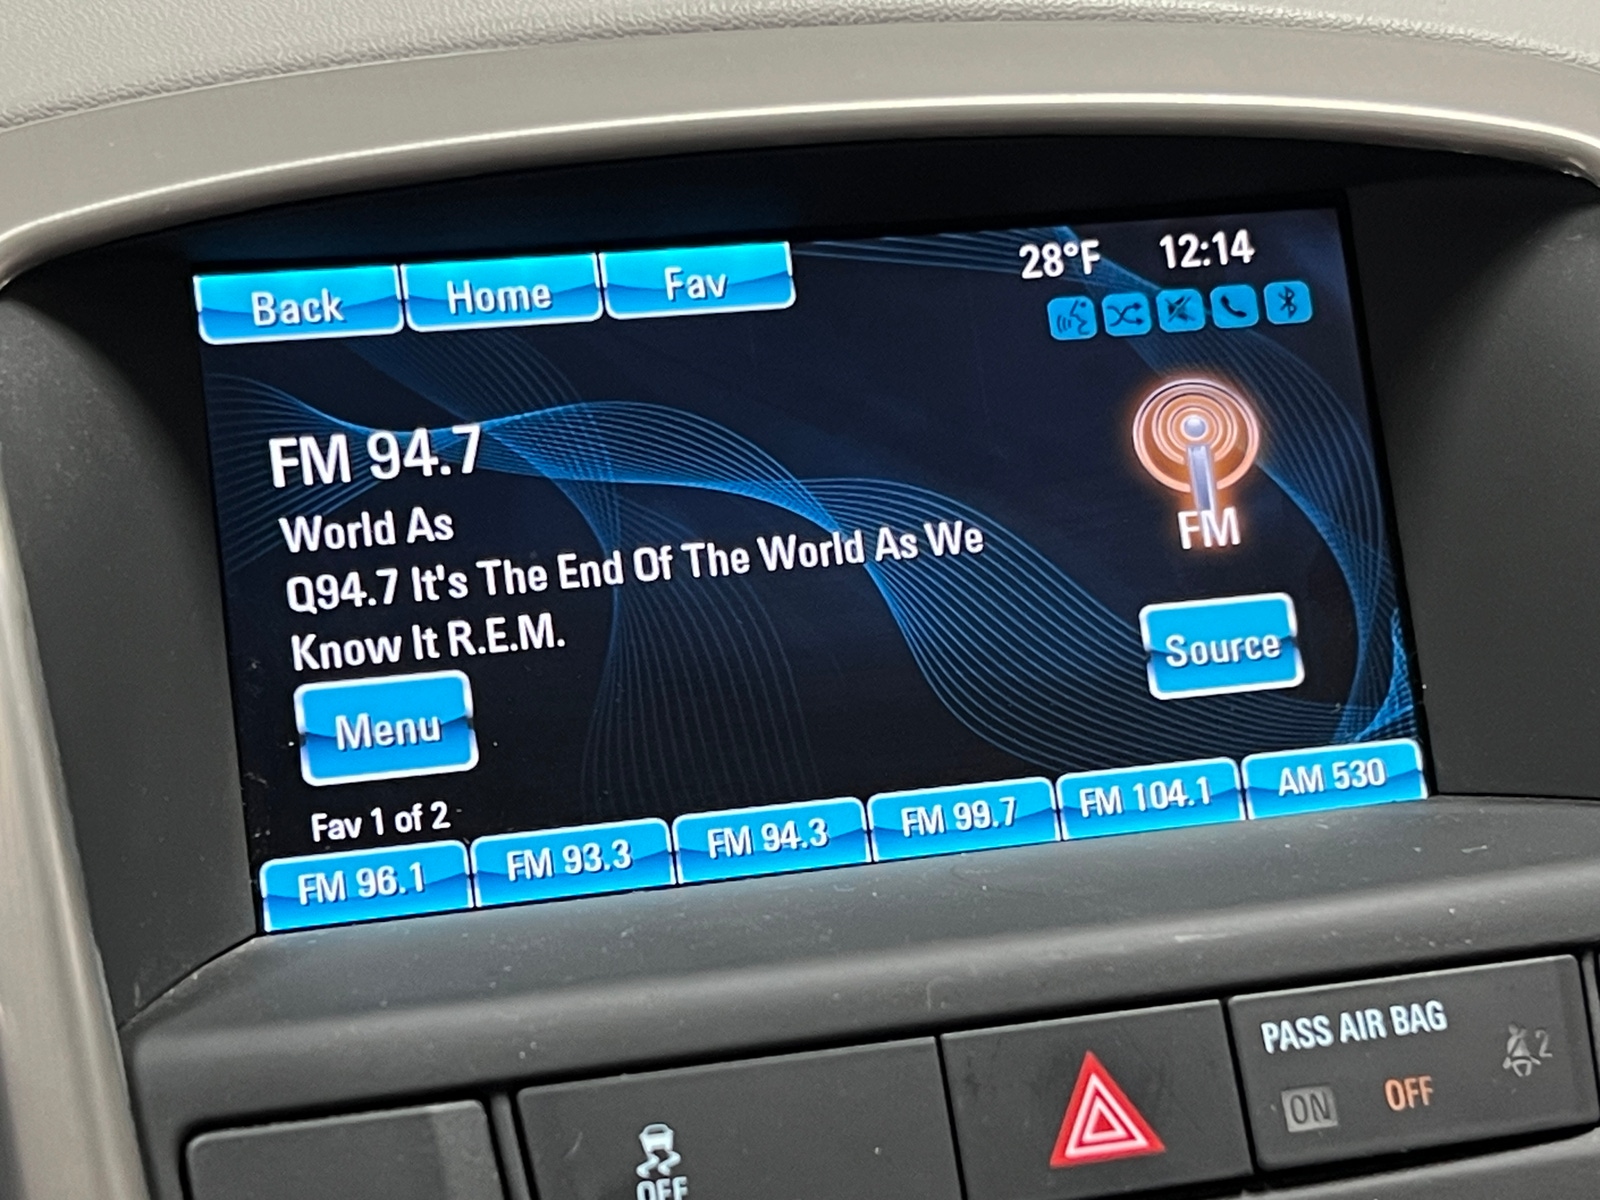 Back Home Fav 28°F 12:14
FM 94.7
World As
Q94.7 It's The End Of The World As We
Know It R.E.M.
FM
Source
Menu
Fav 1 of 2
FM 96.1 FM 93.3 FM 94.3 FM 99.7 FM 104.1 AM 530
PASS AIR BAG
ON OFF 2
OFF